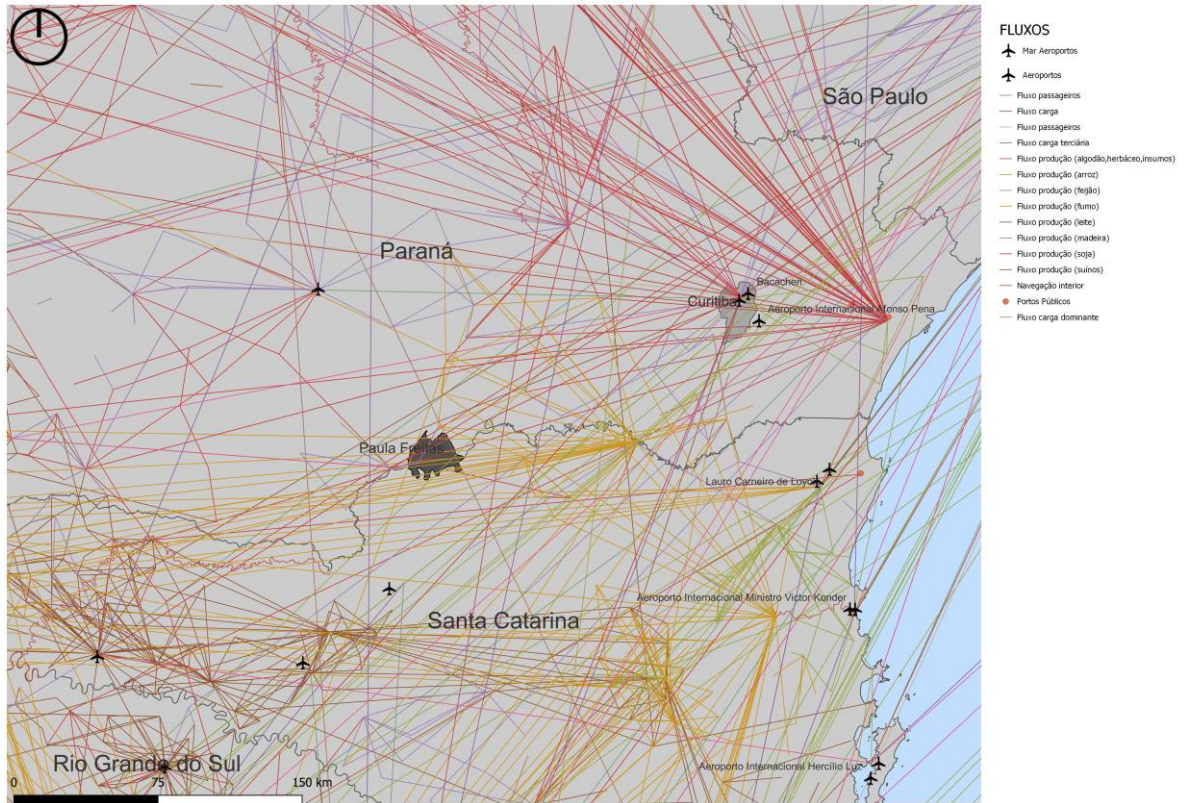 São Paulo
Paraná
Bacacheri
Curitiba
Aeroporto Internacional Afonso Pena
Paula Freitas
Lauro Carneiro de Loyola
Aeroporto Internacional Ministro Victor Konder
Santa Catarina
Rio Grande do Sul
Aeroporto Internacional Hercílio Luz
0 75 150 km
FLUXOS
Mar Aeroportos
Aeroportos
Fluxo passageiros
Fluxo carga
Fluxo passageiros
Fluxo carga terciária
Fluxo produção (algodão,herbáceo,insumos)
Fluxo produção (arroz)
Fluxo produção (feijão)
Fluxo produção (fumo)
Fluxo produção (leite)
Fluxo produção (madeira)
Fluxo produção (soja)
Fluxo produção (suínos)
Navegação interior
Portos Públicos
Fluxo carga dominante